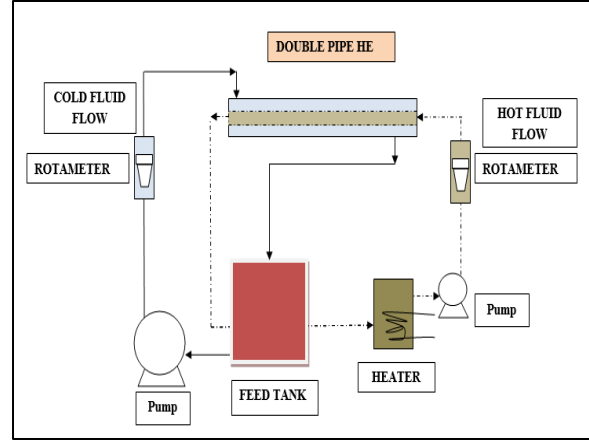 DOUBLE PIPE HE
COLD FLUID
FLOW
HOT FLUID
FLOW
ROTAMETER
ROTAMETER
Pump
HEATER
FEED TANK
Pump